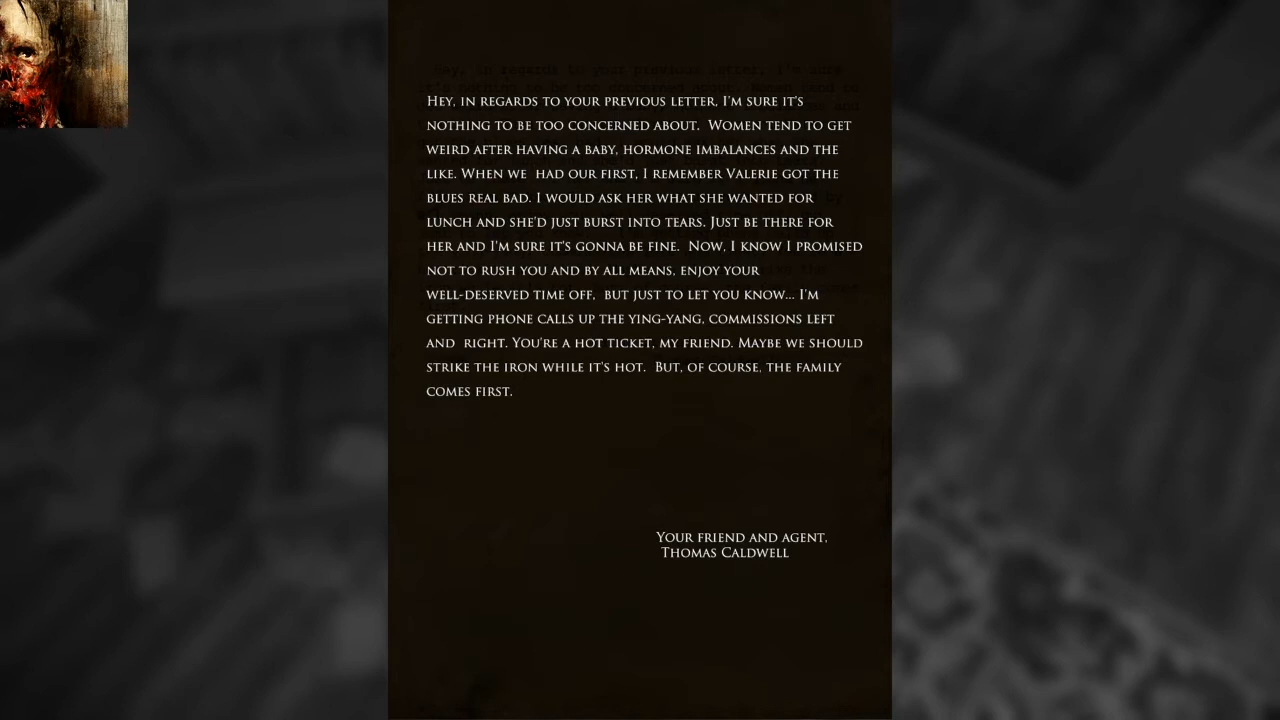 Hey, in regards to your previous letter, I'm sure it's
nothing to be too concerned about.  Women tend to get
weird after having a baby, hormone imbalances and the
like. When we  had our first, I remember Valerie got the
blues real bad. I would ask her what she wanted for
lunch and she'd just burst into tears. Just be there for
her and I'm sure it's gonna be fine.  Now, I know I promised
not to rush you and by all means, enjoy your
well-deserved time off,  but just to let you know... I'm
getting phone calls up the ying-yang, commissions left
and  right. You're a hot ticket, my friend. Maybe we should
strike the iron while it's hot.  But, of course, the family
comes first.
Your friend and agent,
Thomas Caldwell